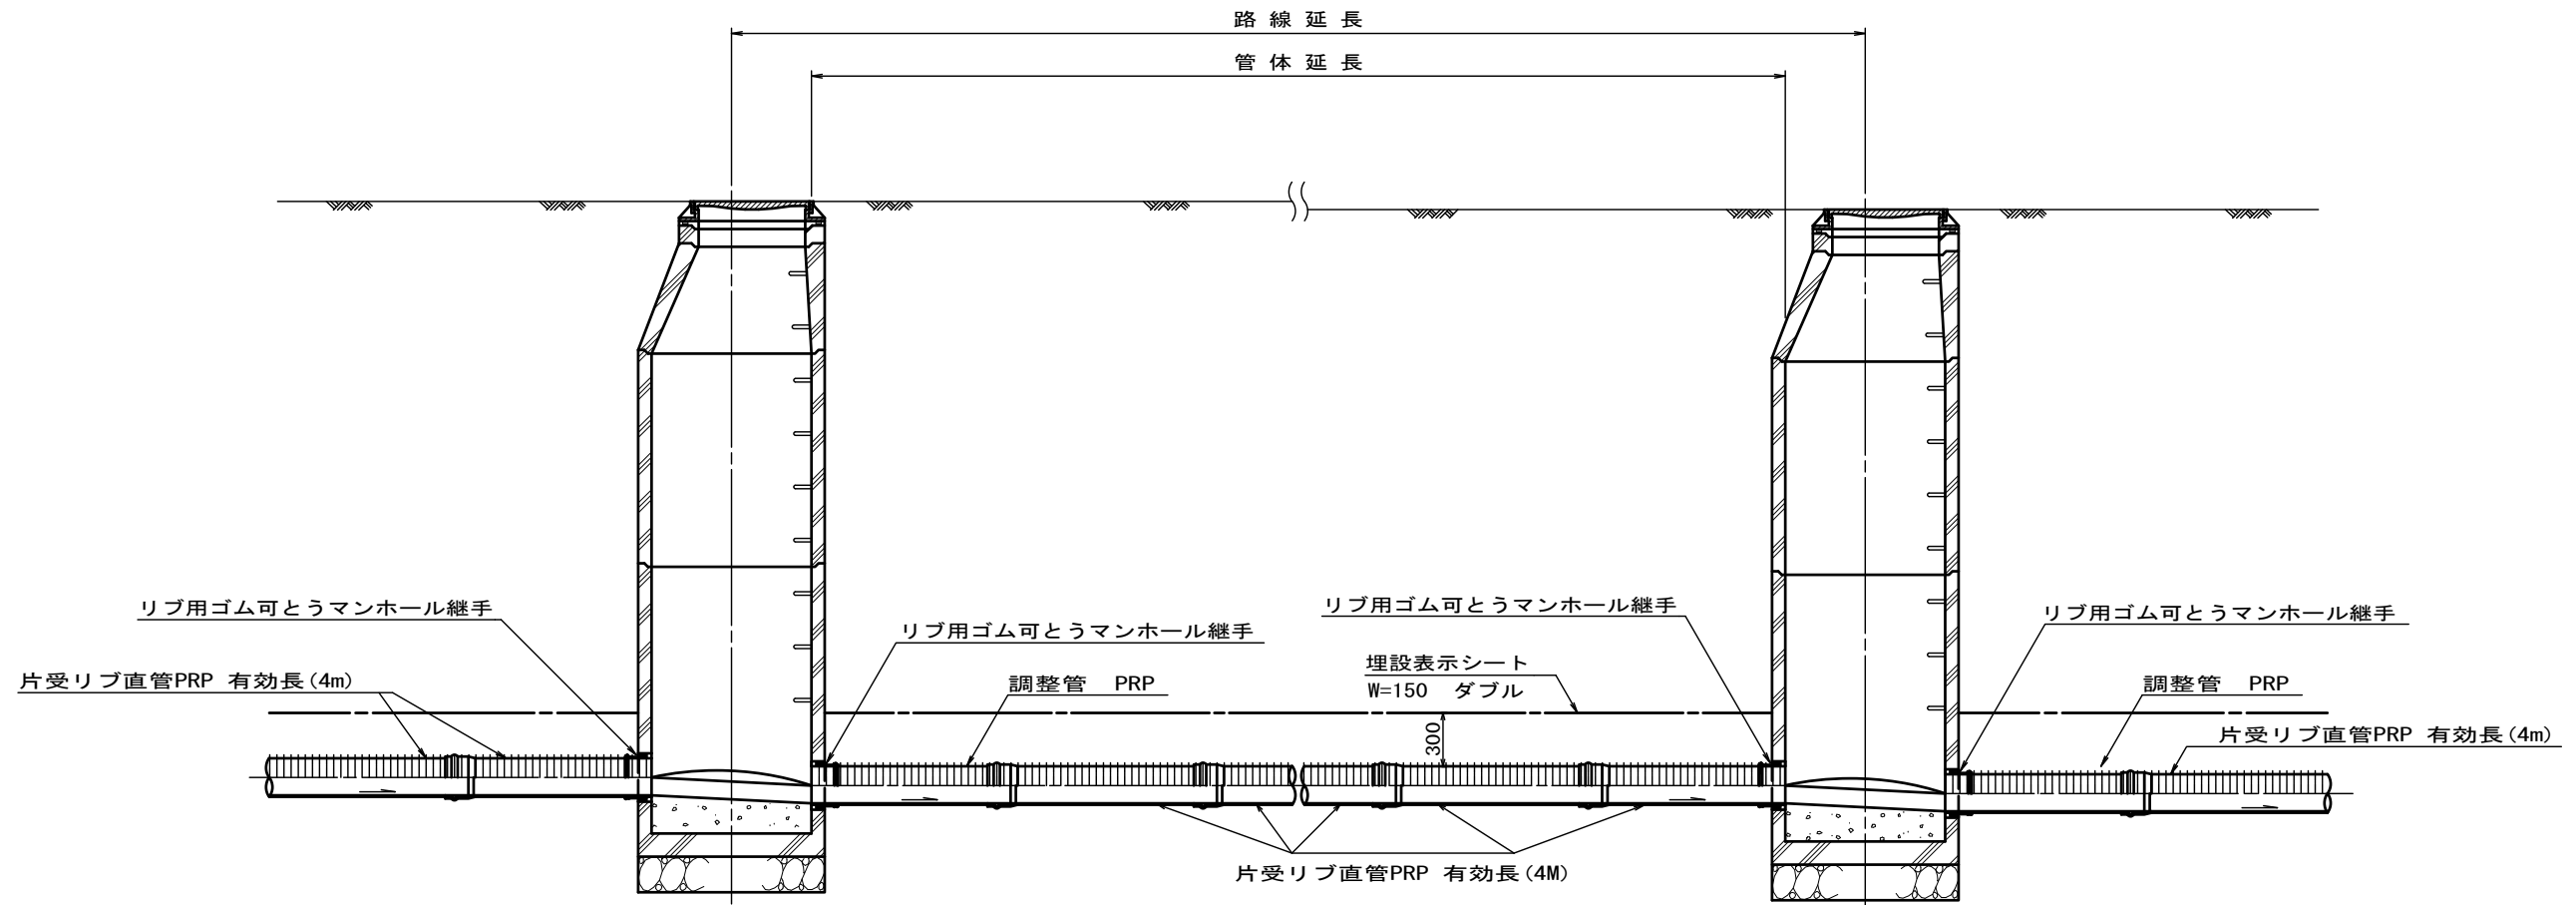 路線延長
管体延長
リブ用ゴム可とうマンホール継手
リブ用ゴム可とうマンホール継手
リブ用ゴム可とうマンホール継手
リブ用ゴム可とうマンホール継手
片受リブ直管PRP 有効長(4m)
調整管 PRP
埋設表示シート
W=150 ダブル
調整管 PRP
300
片受リブ直管PRP 有効長(4m)
片受リブ直管PRP 有効長(4M)